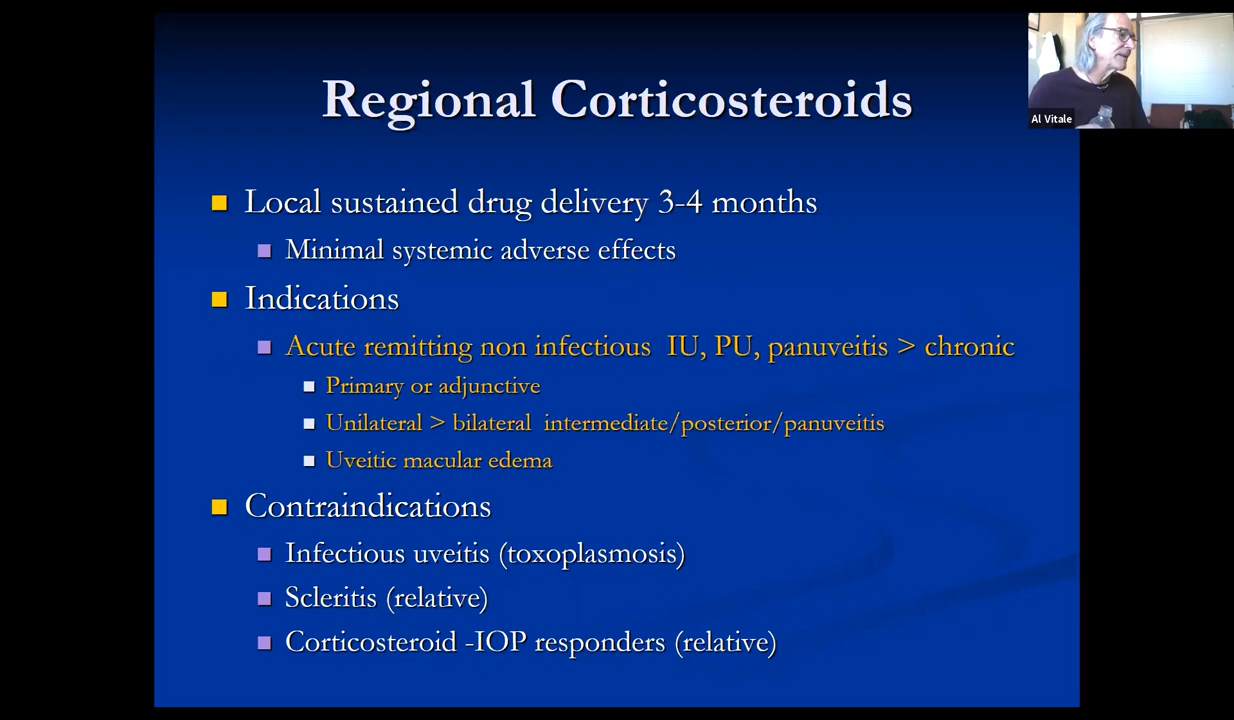 Regional Corticosteroids
Al Vitale
Local sustained drug delivery 3-4 months
Minimal systemic adverse effects
Indications
Acute remitting non infectious IU, PU, panuveitis > chronic
Primary or adjunctive
Unilateral > bilateral intermediate/posterior/panuveitis
Uveitic macular edema
Contraindications
Infectious uveitis (toxoplasmosis)
Scleritis (relative)
Corticosteroid -IOP responders (relative)